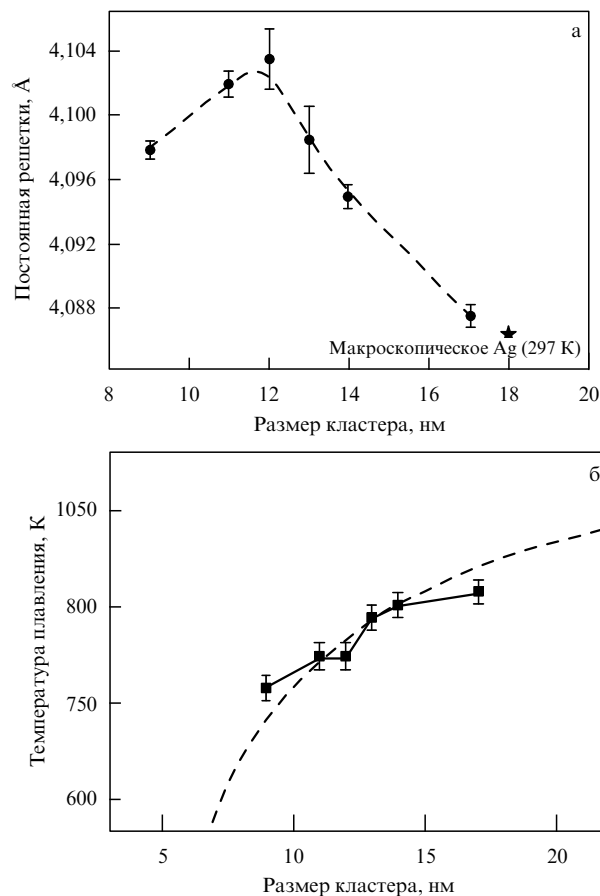 а
4,104
4,100
4,096
4,092
4,088
Постоянная решетки, Å
Макроскопическое Ag (297 К)
8 10 12 14 16 18 20
Размер кластера, нм
б
1050
800
750
600
Температура плавления, К
5 10 15 20
Размер кластера, нм